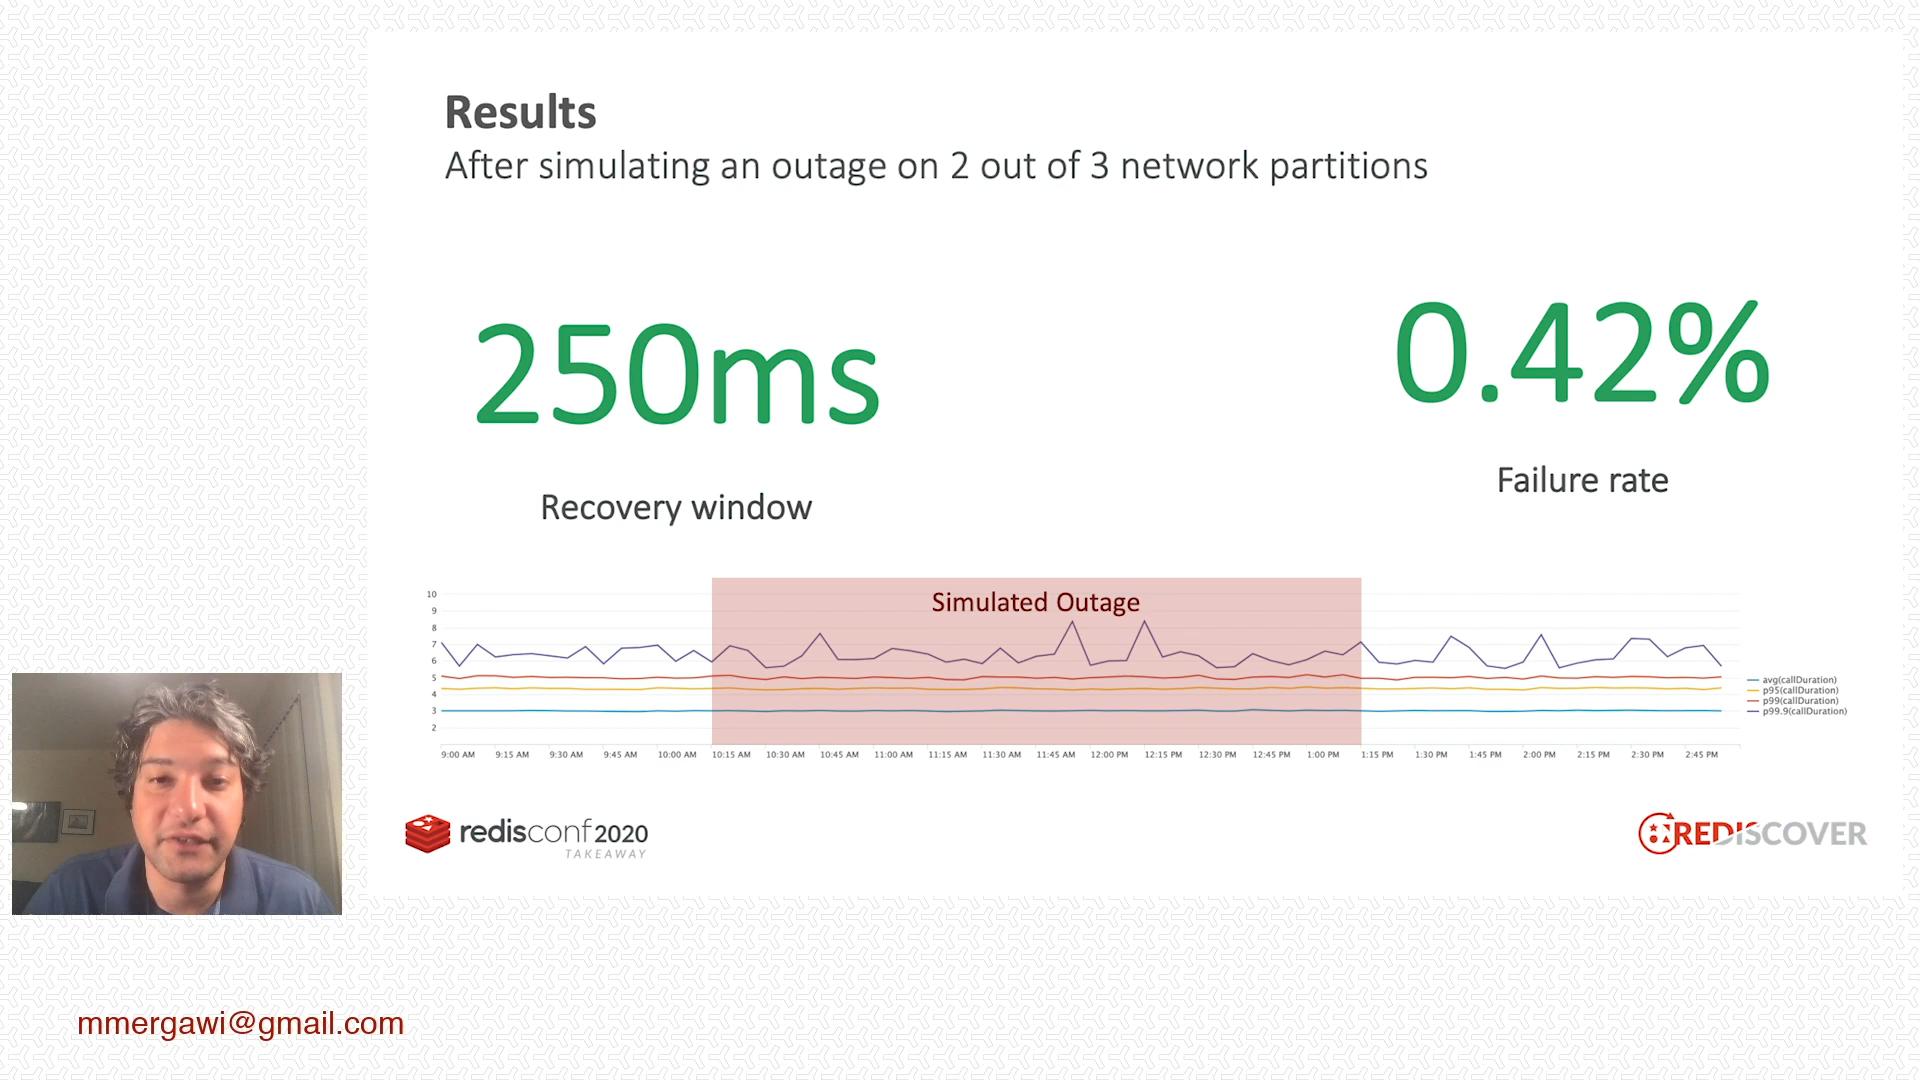 Results
After simulating an outage on 2 out of 3 network partitions
250ms
Recovery window
0.42%
Failure rate
Simulated Outage
10
9
8
7
6
5
4
3
2
9:00 AM 9:15 AM 9:30 AM 9:45 AM 10:00 AM 10:15 AM 10:30 AM 10:45 AM 11:00 AM 11:15 AM 11:30 AM 11:45 AM 12:00 PM 12:15 PM 12:30 PM 12:45 PM 1:00 PM 1:15 PM 1:30 PM 1:45 PM 2:00 PM 2:15 PM 2:30 PM 2:45 PM
avg(callDuration)
p95(callDuration)
p99(callDuration)
p99.9(callDuration)
redisconf 2020
TAKEAWAY
REDISCOVER
mmergawi@gmail.com